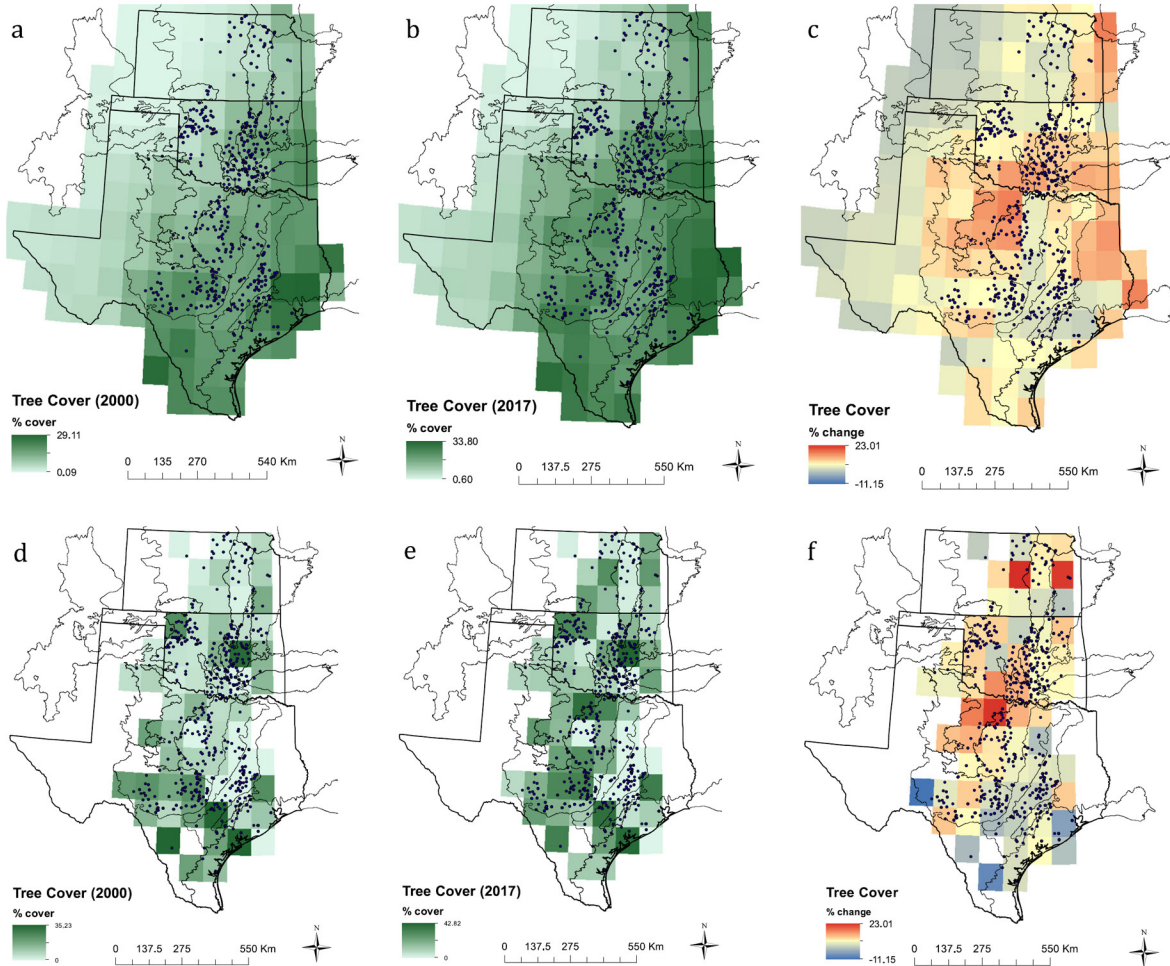 a
b
c
Tree Cover (2000)
% cover
29.11
0.09
0 135 270 540 Km
N
Tree Cover (2017)
% cover
33.80
0.60
0 137.5 275 550 Km
N
Tree Cover
% change
23.01
-11.15
0 137.5 275 550 Km
N
d
e
f
Tree Cover (2000)
% cover
35,23
0
0 137.5 275 550 Km
N
Tree Cover (2017)
% cover
42.82
0
0 137.5 275 550 Km
N
Tree Cover
% change
23.01
-11.15
0 137.5 275 550 Km
N